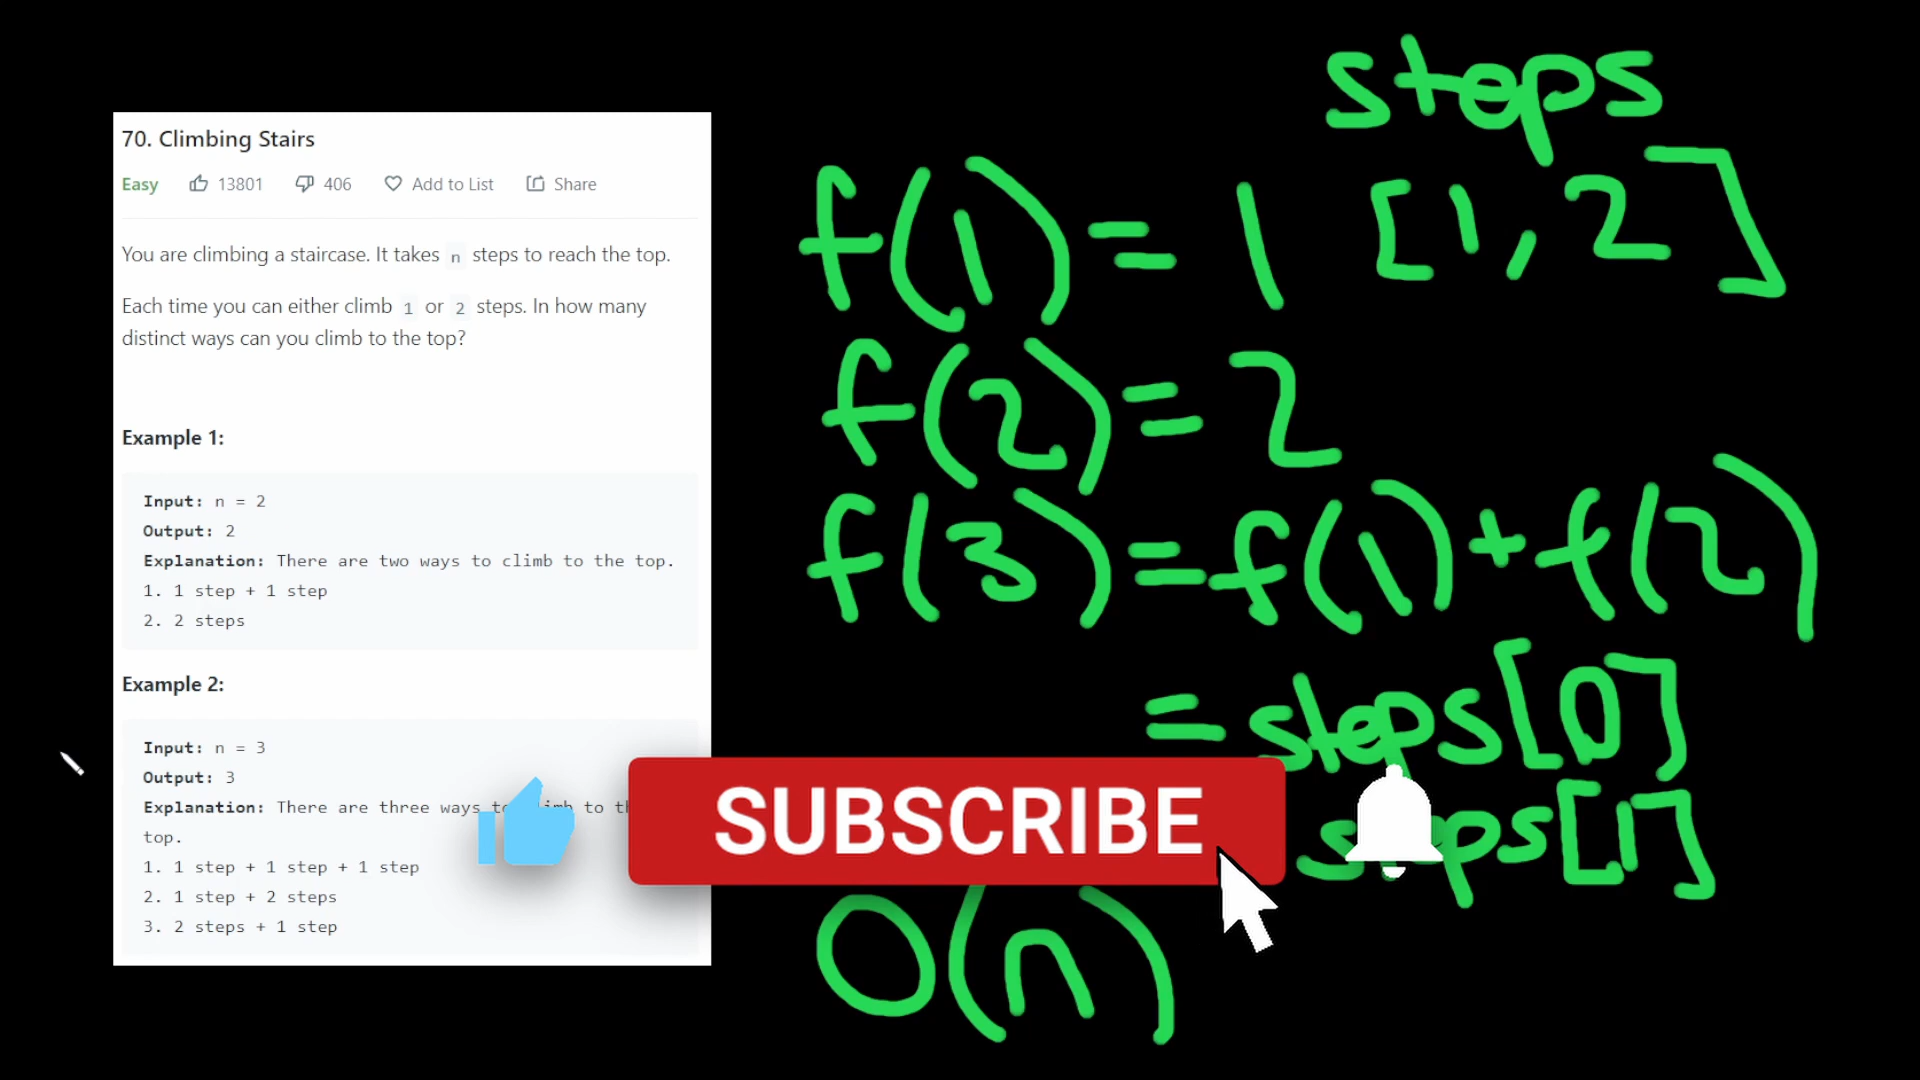 70. Climbing Stairs
Easy 13801 406 Add to List Share
You are climbing a staircase. It takes n steps to reach the top.
Each time you can either climb 1 or 2 steps. In how many
distinct ways can you climb to the top?
Example 1:
Input: n = 2
Output: 2
Explanation: There are two ways to climb to the top.
1. 1 step + 1 step
2. 2 steps
Example 2:
Input: n = 3
Output: 3
Explanation: There are three ways to
top.
1. 1 step + 1 step + 1 step
2. 1 step + 2 steps
3. 2 steps + 1 step
steps
f(1) = 1 [1, 2]
f(2) = 2
f(3) = f(1) + f(2)
= steps[0]
steps[1]
SUBSCRIBE
O(n)